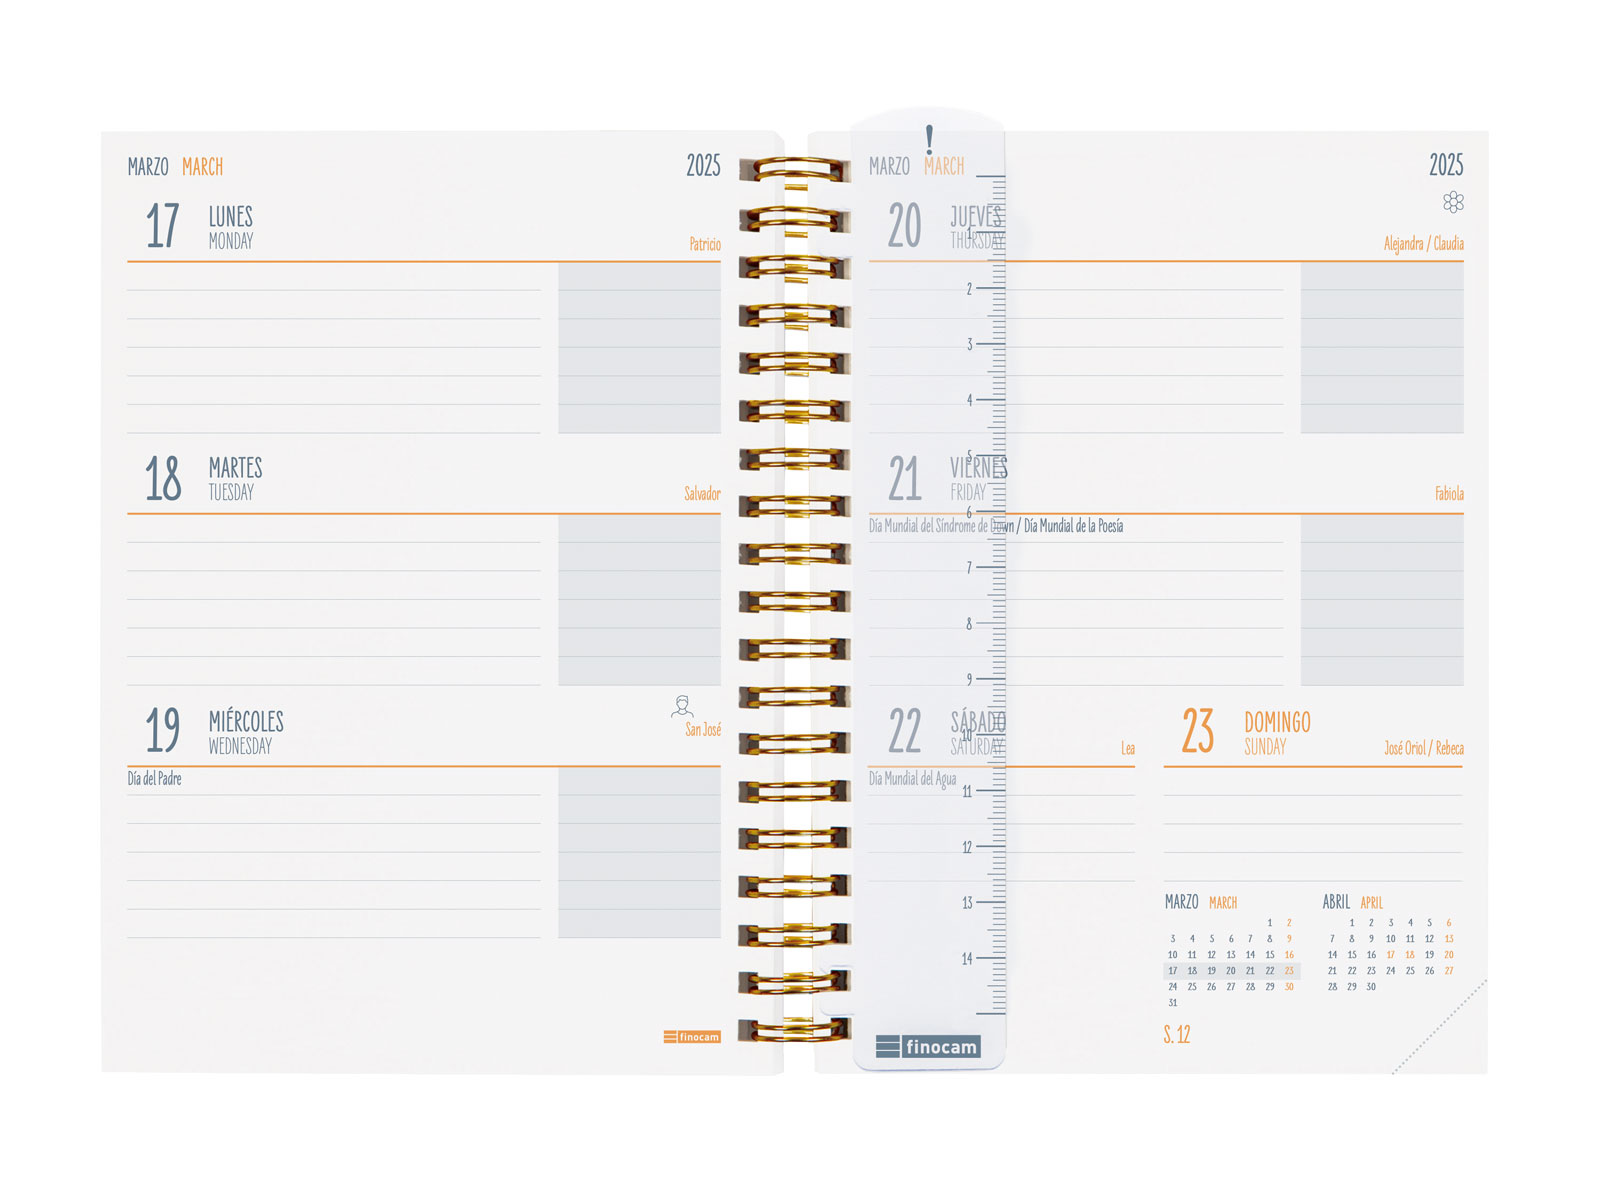 MARZO MARCH 2025
17 LUNES
MONDAY
Patricio
18 MARTES
TUESDAY
Salvador
19 MIÉRCOLES
WEDNESDAY
San José
Día del Padre
finocam
!
MARZO MARCH 2025
20 JUEVES
THURSDAY
Alejandra / Claudia
21 VIERNES
FRIDAY
Fabiola
Día Mundial del Síndrome de Down / Día Mundial de la Poesía
22 SÁBADO
SATURDAY
Lea
Día Mundial del Agua
23 DOMINGO
SUNDAY
José Oriol / Rebeca
1
2
3
4
5
6
7
8
9
10
11
12
13
14
finocam
MARZO MARCH
1 2
3 4 5 6 7 8 9
10 11 12 13 14 15 16
17 18 19 20 21 22 23
24 25 26 27 28 29 30
31
ABRIL APRIL
1 2 3 4 5 6
7 8 9 10 11 12 13
14 15 16 17 18 19 20
21 22 23 24 25 26 27
28 29 30
S. 12